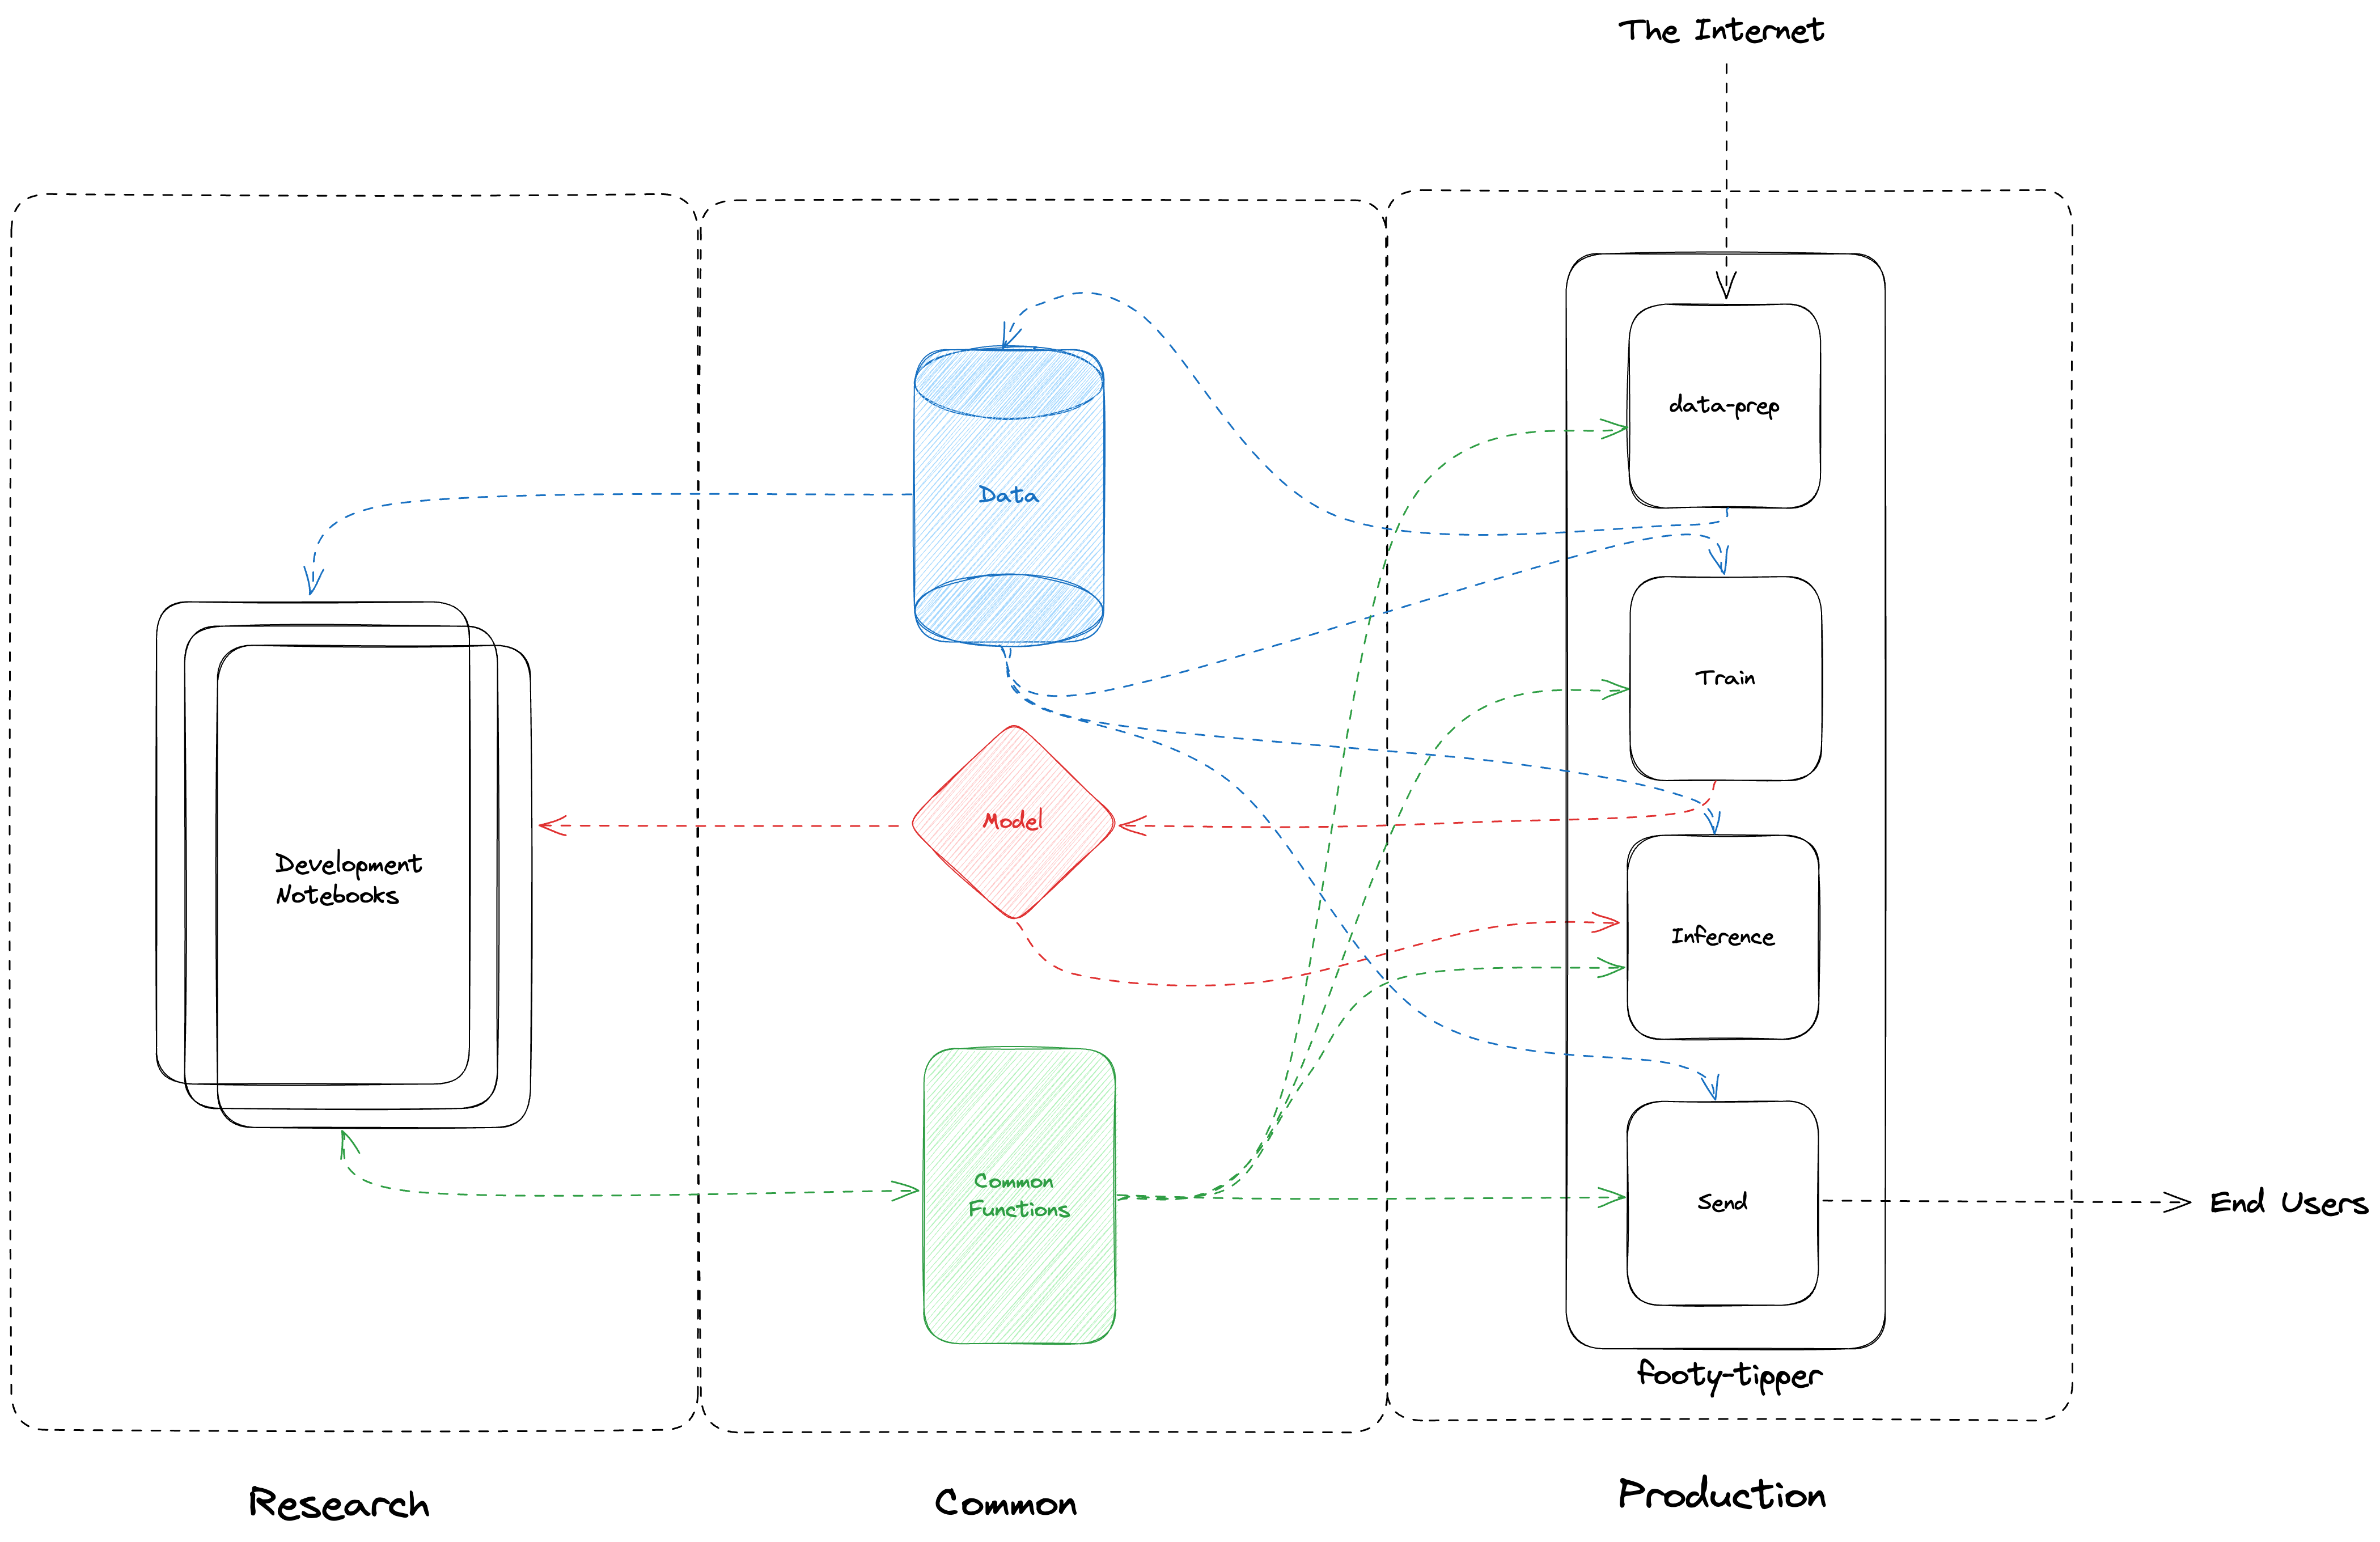 The Internet
data-prep
Data
Train
Model
Development
Notebooks
Inference
Common
Functions
Send
End Users
footy-tipper
Research
Common
Production